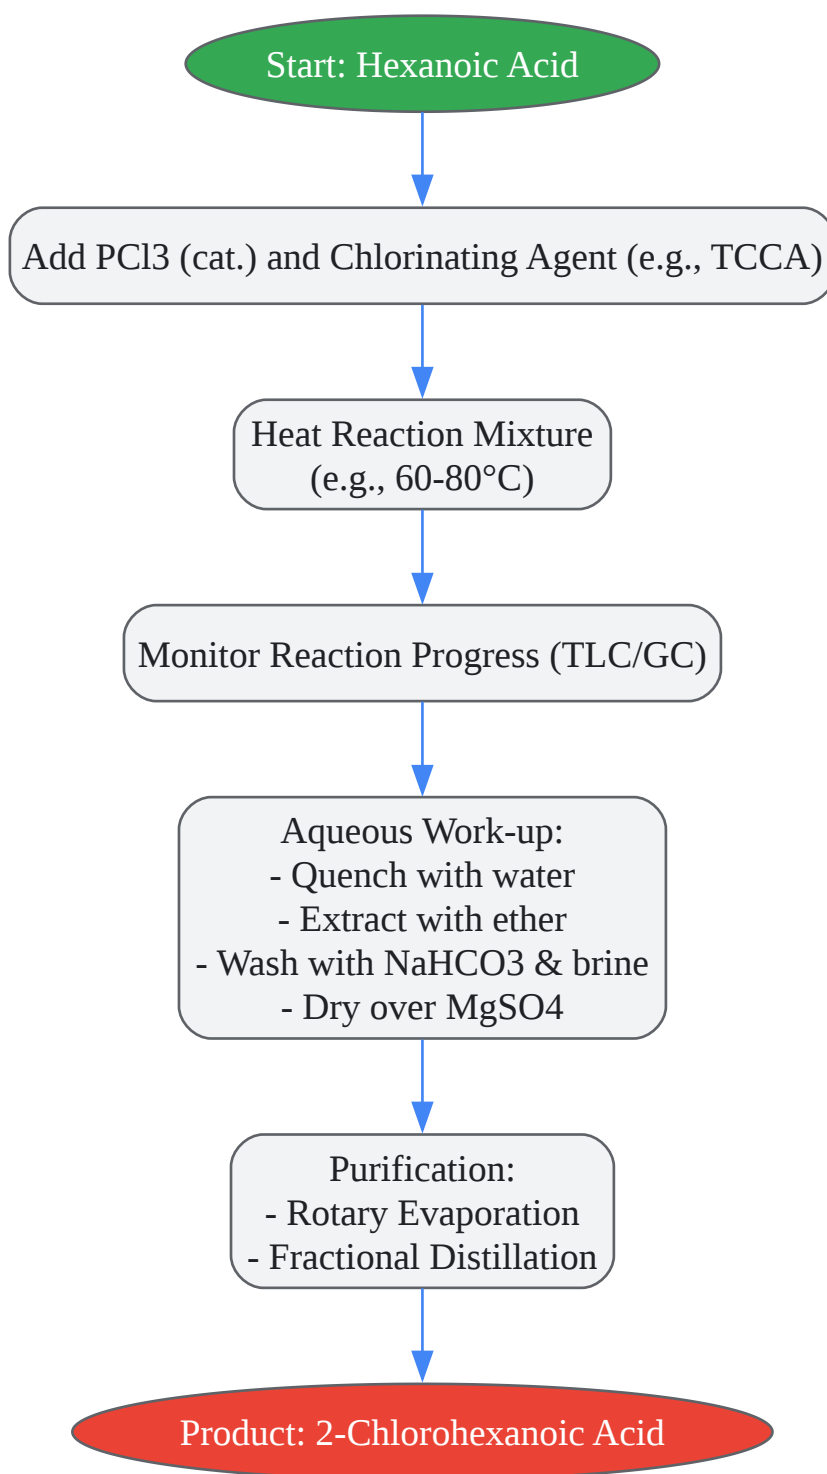 Start: Hexanoic Acid
Add PCl3 (cat.) and Chlorinating Agent (e.g., TCCA)
Heat Reaction Mixture
(e.g., 60-80°C)
Monitor Reaction Progress (TLC/GC)
Aqueous Work-up:
- Quench with water
- Extract with ether
- Wash with NaHCO3 & brine
- Dry over MgSO4
Purification:
- Rotary Evaporation
- Fractional Distillation
Product: 2-Chlorohexanoic Acid